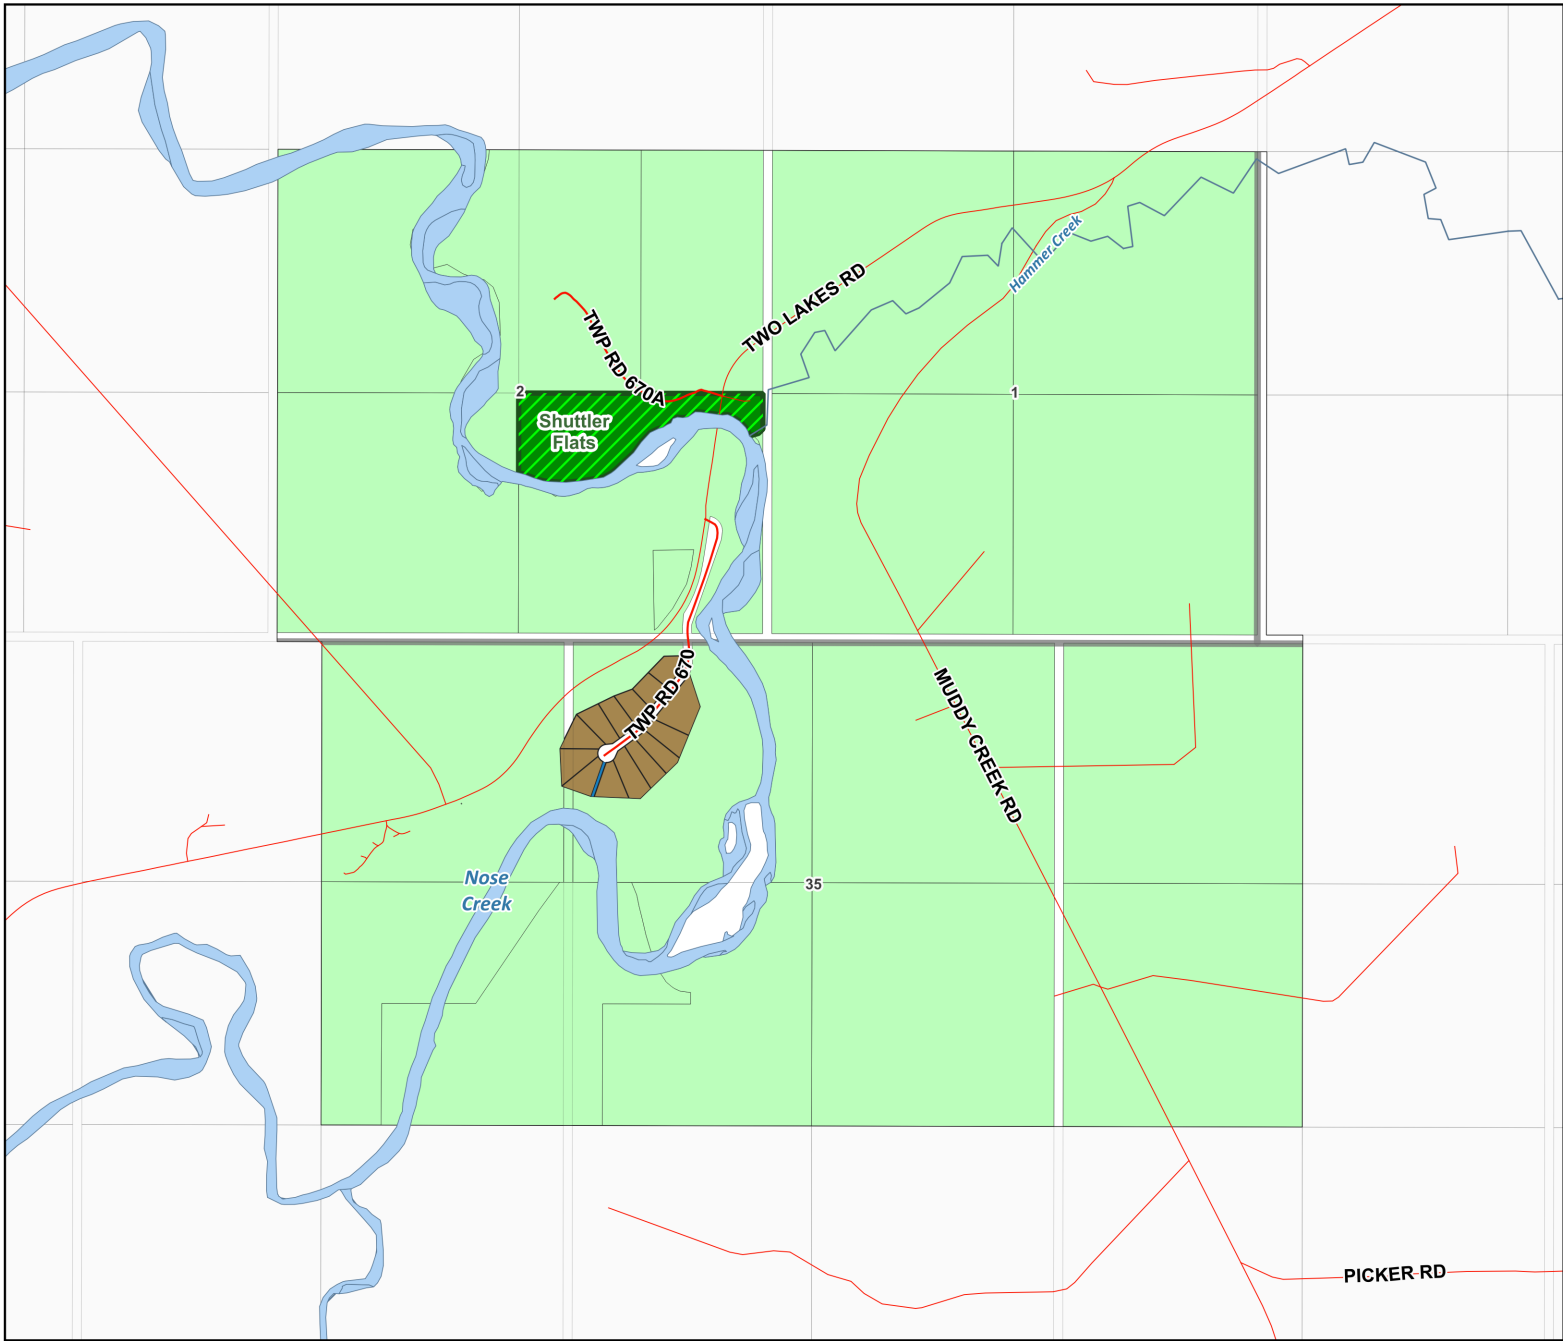 Hammer Creek
TWO LAKES RD
TWP RD 670A
2
1
Shuttler
Flats
TWP RD 670
MUDDY CREEK RD
Nose
Creek
35
PICKER RD